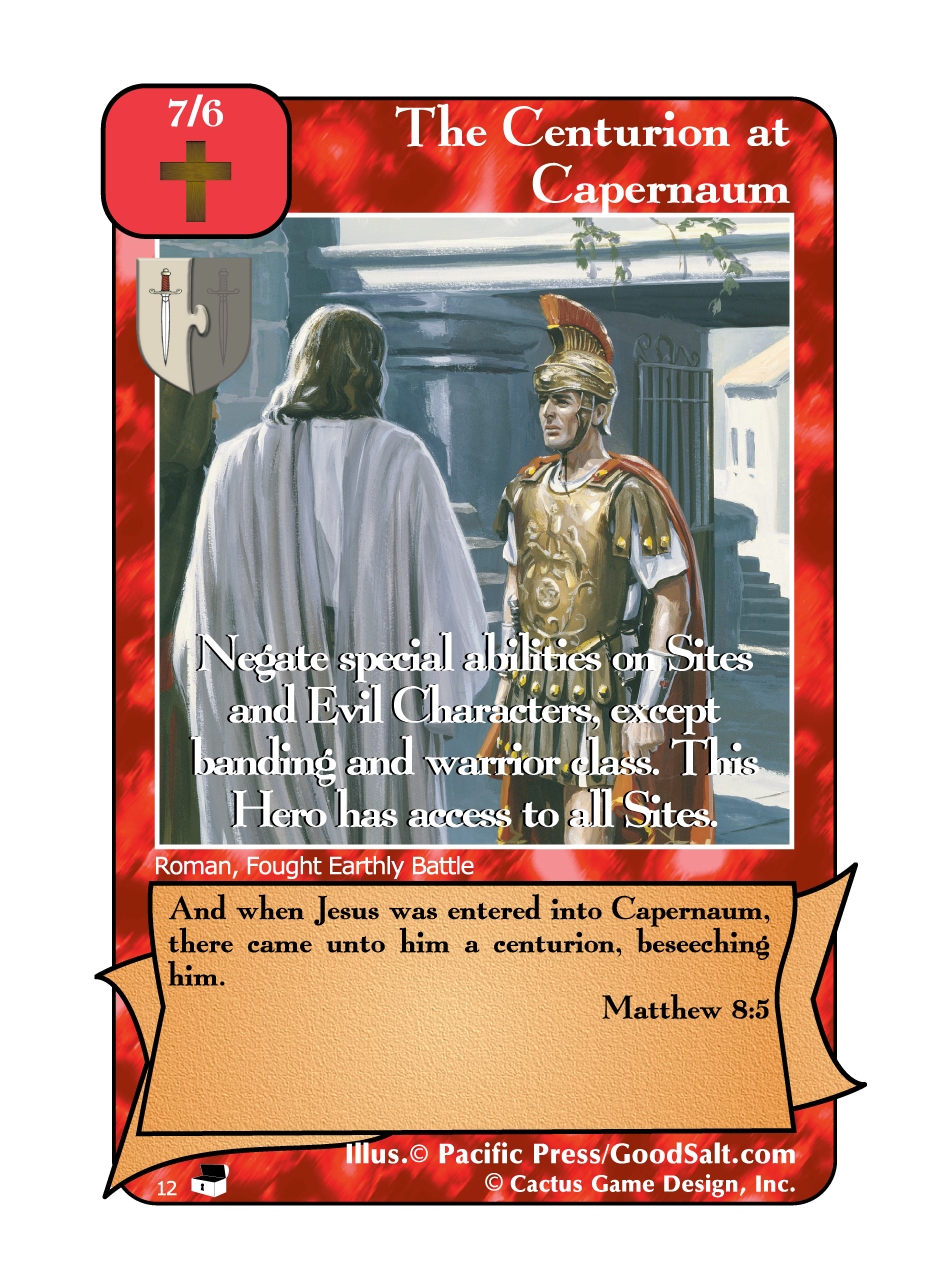 7/6
The Centurion at
Capernaum
Negate special abilities on Sites
and Evil Characters, except
banding and warrior class. This
Hero has access to all Sites.
Roman, Fought Earthly Battle
And when Jesus was entered into Capernaum,
there came unto him a centurion, beseeching
him.
Matthew 8:5
Illus.© Pacific Press/GoodSalt.com
12
© Cactus Game Design, Inc.